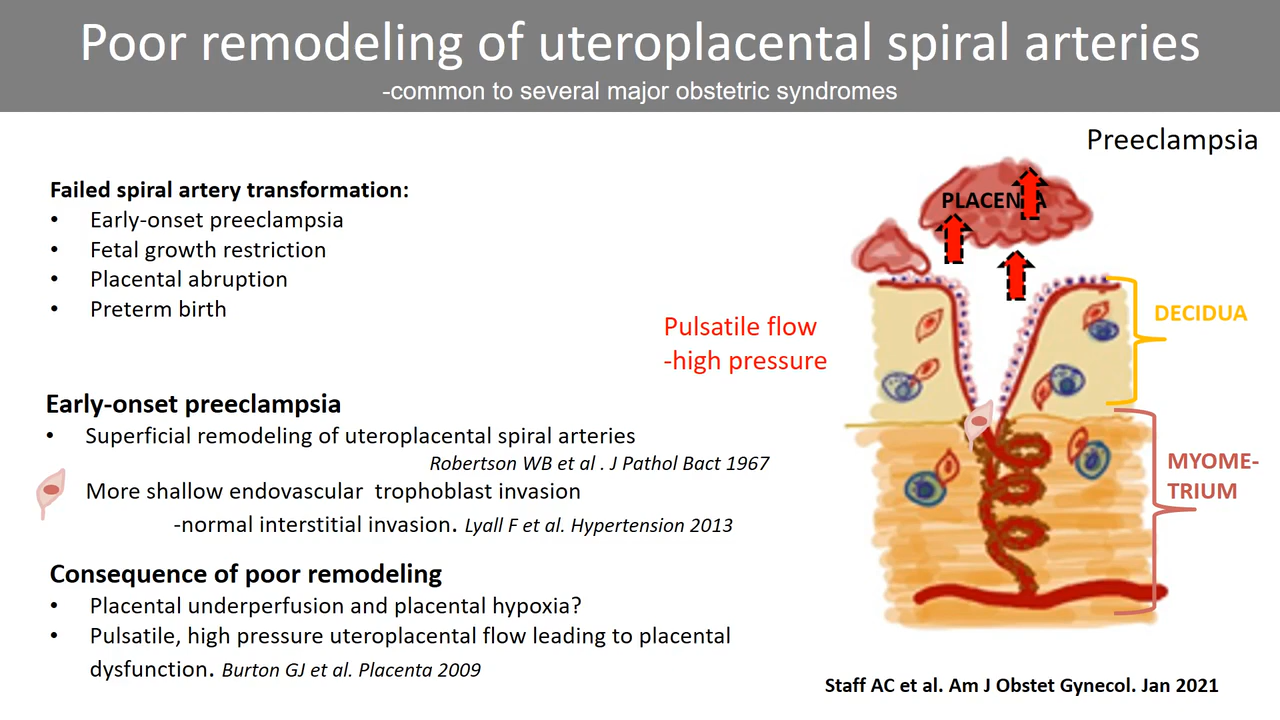 Poor remodeling of uteroplacental spiral arteries
-common to several major obstetric syndromes
Preeclampsia
Failed spiral artery transformation:
• Early-onset preeclampsia
• Fetal growth restriction
• Placental abruption
• Preterm birth
PLACENTA
Pulsatile flow
-high pressure
DECIDUA
MYOME-
TRIUM
Early-onset preeclampsia
• Superficial remodeling of uteroplacental spiral arteries
Robertson WB et al . J Pathol Bact 1967
More shallow endovascular trophoblast invasion
-normal interstitial invasion. Lyall F et al. Hypertension 2013
Consequence of poor remodeling
• Placental underperfusion and placental hypoxia?
• Pulsatile, high pressure uteroplacental flow leading to placental
dysfunction. Burton GJ et al. Placenta 2009
Staff AC et al. Am J Obstet Gynecol. Jan 2021